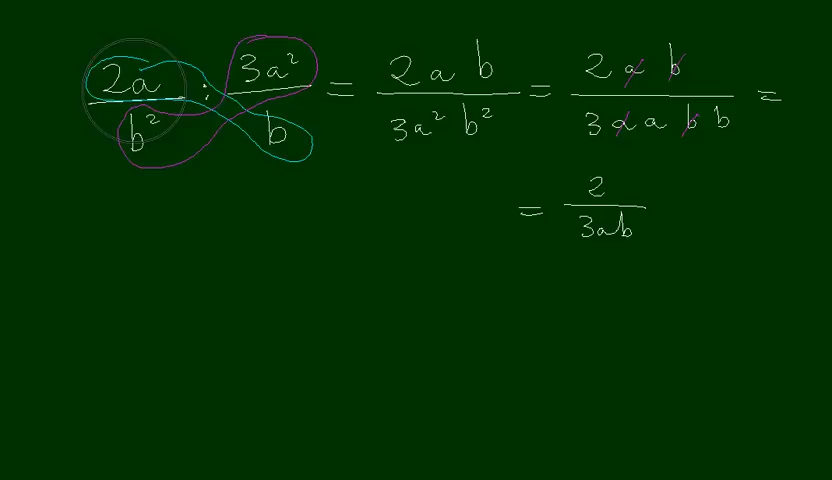 2a/b² : 3a²/b = 2ab/3a²b² = 2ab/3aabb =
= 2/3ab